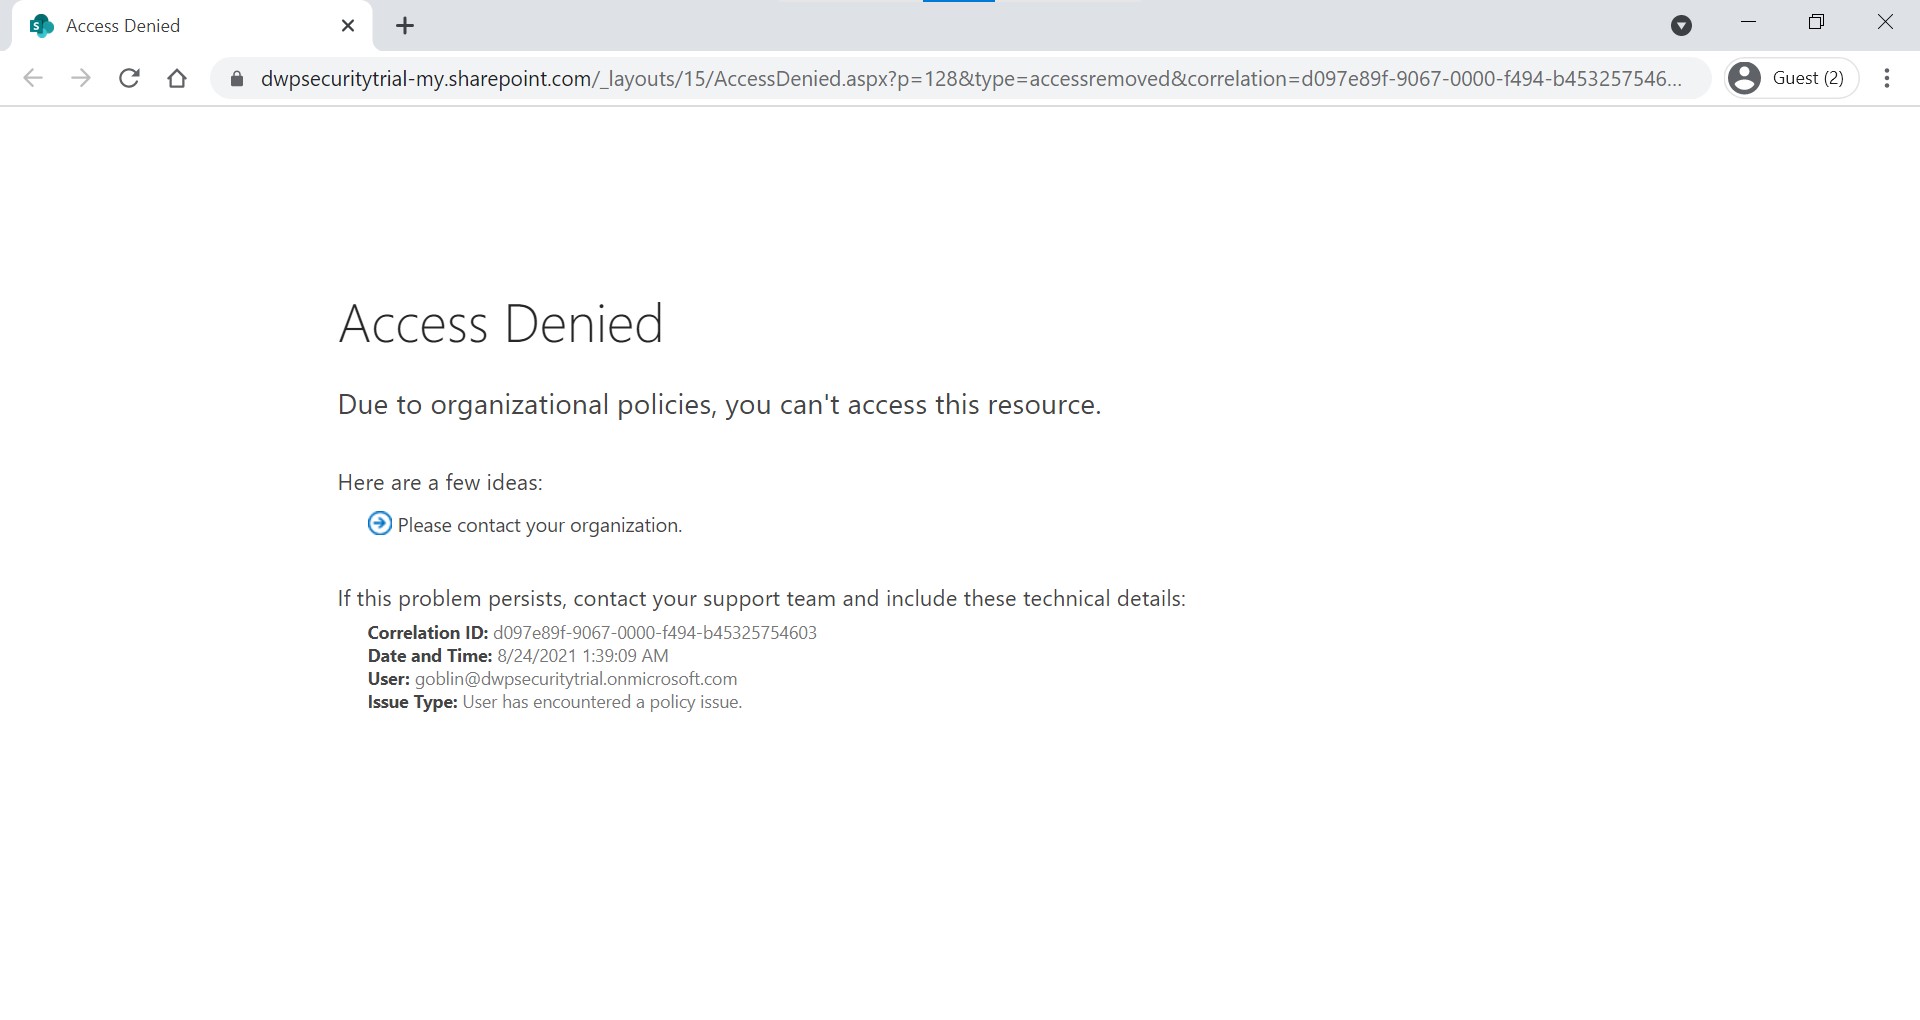 Access Denied
dwpsecuritytrial-my.sharepoint.com/_layouts/15/AccessDenied.aspx?p=128&type=accessremoved&correlation=d097e89f-9067-0000-f494-b453257546...
Guest (2)
Access Denied
Due to organizational policies, you can't access this resource.
Here are a few ideas:
Please contact your organization.
If this problem persists, contact your support team and include these technical details:
Correlation ID: d097e89f-9067-0000-f494-b45325754603
Date and Time: 8/24/2021 1:39:09 AM
User: goblin@dwpsecuritytrial.onmicrosoft.com
Issue Type: User has encountered a policy issue.